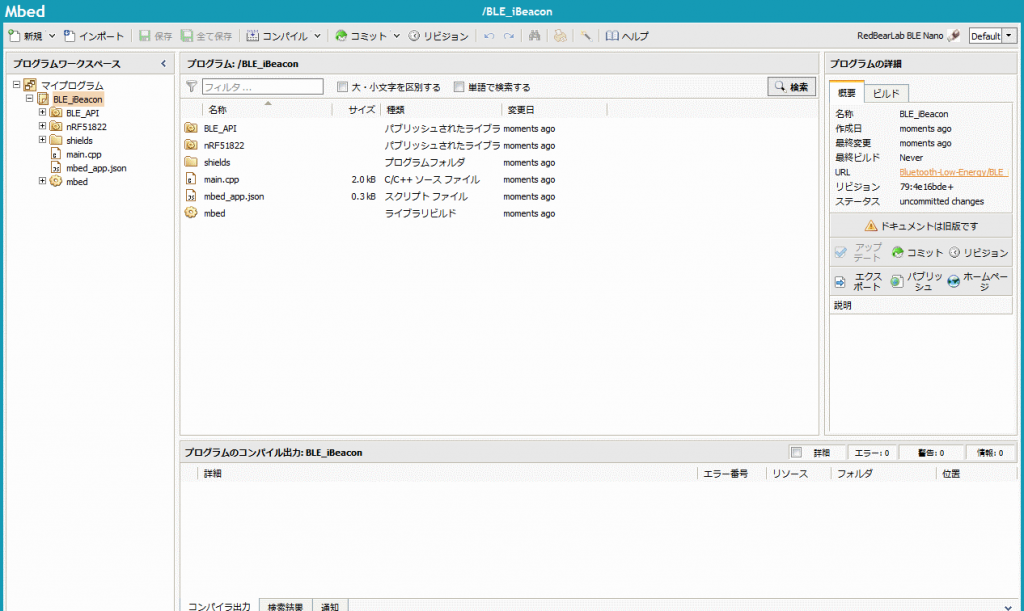 Mbed
/BLE_iBeacon
新規 インポート 保存 全て保存 コンパイル コミット リビジョン ヘルプ RedBearLab BLE Nano Default
プログラムワークスペース
マイプログラム
BLE_iBeacon
BLE_API
nRF51822
shields
main.cpp
mbed_app.json
mbed
プログラム: /BLE_iBeacon
フィルタ ... 大・小文字を区別する 単語で検索する 検索
名称 サイズ 種類 変更日
BLE_API パブリッシュされたライブラ moments ago
nRF51822 パブリッシュされたライブラ moments ago
shields プログラムフォルダ moments ago
main.cpp 2.0 kB C/C++ ソース ファイル moments ago
mbed_app.json 0.3 kB スクリプト ファイル moments ago
mbed ライブラリビルド moments ago
プログラムの詳細
概要 ビルド
名称 BLE_iBeacon
作成日 moments ago
最終変更 moments ago
最終ビルド Never
URL Bluetooth-Low-Energy/BLE_
リビジョン 79:4e16bde+
ステータス uncommitted changes
ドキュメントは旧版です
アップデート コミット リビジョン
エクスポート パブリッシュ ホームページ
説明
プログラムのコンパイル出力: BLE_iBeacon 詳細 エラー: 0 警告: 0 情報: 0
詳細 エラー番号 リソース フォルダ 位置
コンパイラ出力 検索結果 通知